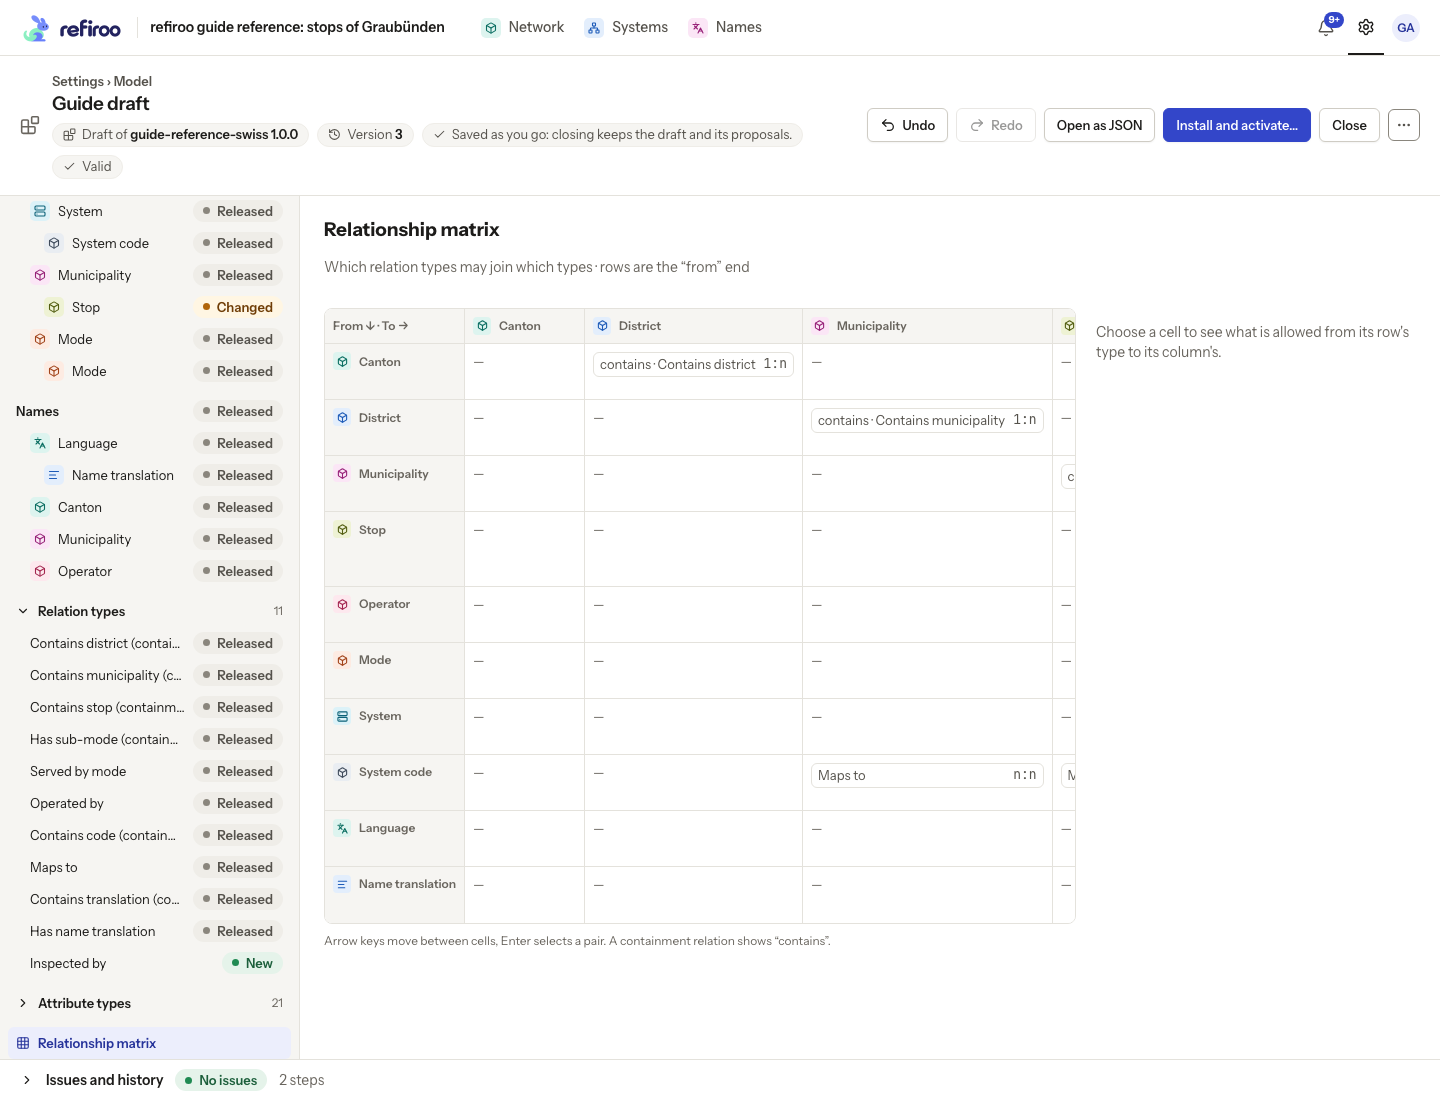 refiroo
refiroo guide reference: stops of Graubünden
Network
Systems
Names
9+
GA
Settings › Model
Guide draft
Draft of guide-reference-swiss 1.0.0
Version 3
Saved as you go: closing keeps the draft and its proposals.
Valid
Undo
Redo
Open as JSON
Install and activate...
Close
System Released
System code Released
Municipality Released
Stop Changed
Mode Released
Mode Released
Names Released
Language Released
Name translation Released
Canton Released
Municipality Released
Operator Released
Relation types 11
Contains district (contai... Released
Contains municipality (c... Released
Contains stop (containm... Released
Has sub-mode (contain... Released
Served by mode Released
Operated by Released
Contains code (contain... Released
Maps to Released
Contains translation (co... Released
Has name translation Released
Inspected by New
Attribute types 21
Relationship matrix
Relationship matrix
Which relation types may join which types · rows are the “from” end
From ↓ · To → Canton District Municipality
Canton — contains · Contains district 1:n — —
District — — contains · Contains municipality 1:n —
Municipality — — — c
Stop — — — —
Operator — — — —
Mode — — — —
System — — — —
System code — — Maps to n:n M
Language — — — —
Name translation — — — —
Arrow keys move between cells, Enter selects a pair. A containment relation shows “contains”.
Choose a cell to see what is allowed from its row's
type to its column's.
Issues and history No issues 2 steps